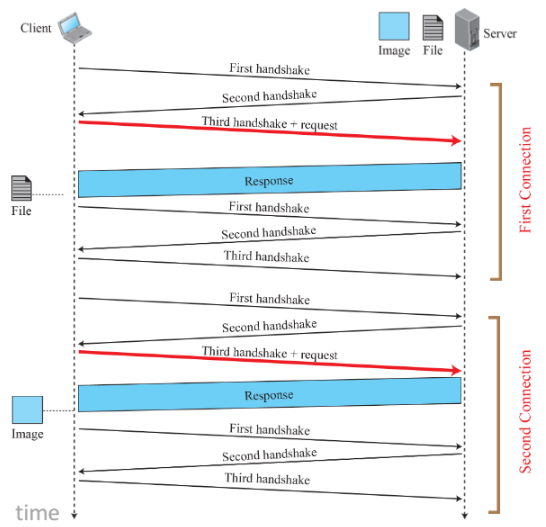 Client
Image
File
Server
First handshake
Second handshake
Third handshake + request
Response
File
First handshake
Second handshake
Third handshake
First Connection
First handshake
Second handshake
Third handshake + request
Response
Image
First handshake
Second handshake
Third handshake
Second Connection
time